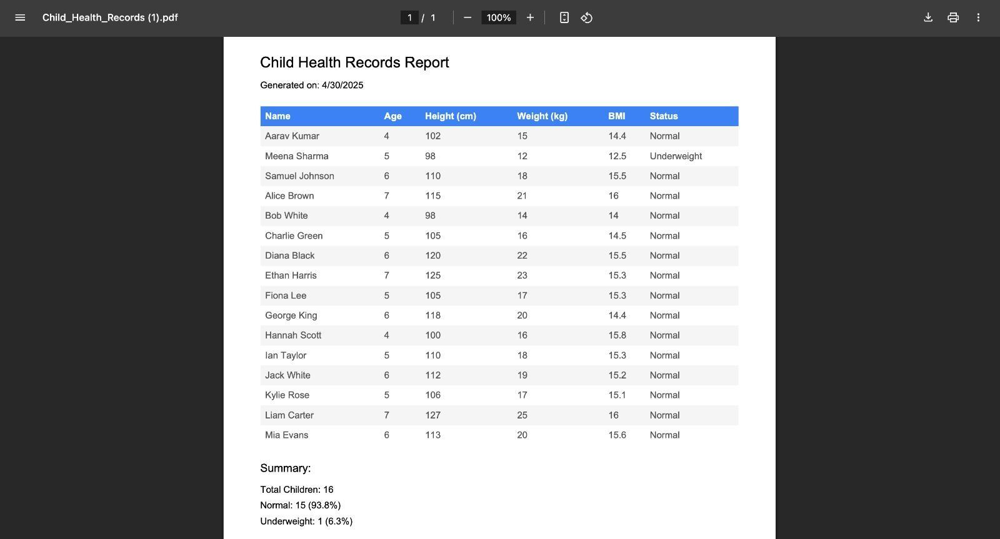 Child_Health_Records (1).pdf
1 / 1
100%
Child Health Records Report
Generated on: 4/30/2025
Name Age Height (cm) Weight (kg) BMI Status
Aarav Kumar 4 102 15 14.4 Normal
Meena Sharma 5 98 12 12.5 Underweight
Samuel Johnson 6 110 18 15.5 Normal
Alice Brown 7 115 21 16 Normal
Bob White 4 98 14 14 Normal
Charlie Green 5 105 16 14.5 Normal
Diana Black 6 120 22 15.5 Normal
Ethan Harris 7 125 23 15.3 Normal
Fiona Lee 5 105 17 15.3 Normal
George King 6 118 20 14.4 Normal
Hannah Scott 4 100 16 15.8 Normal
Ian Taylor 5 110 18 15.3 Normal
Jack White 6 112 19 15.2 Normal
Kylie Rose 5 106 17 15.1 Normal
Liam Carter 7 127 25 16 Normal
Mia Evans 6 113 20 15.6 Normal
Summary:
Total Children: 16
Normal: 15 (93.8%)
Underweight: 1 (6.3%)